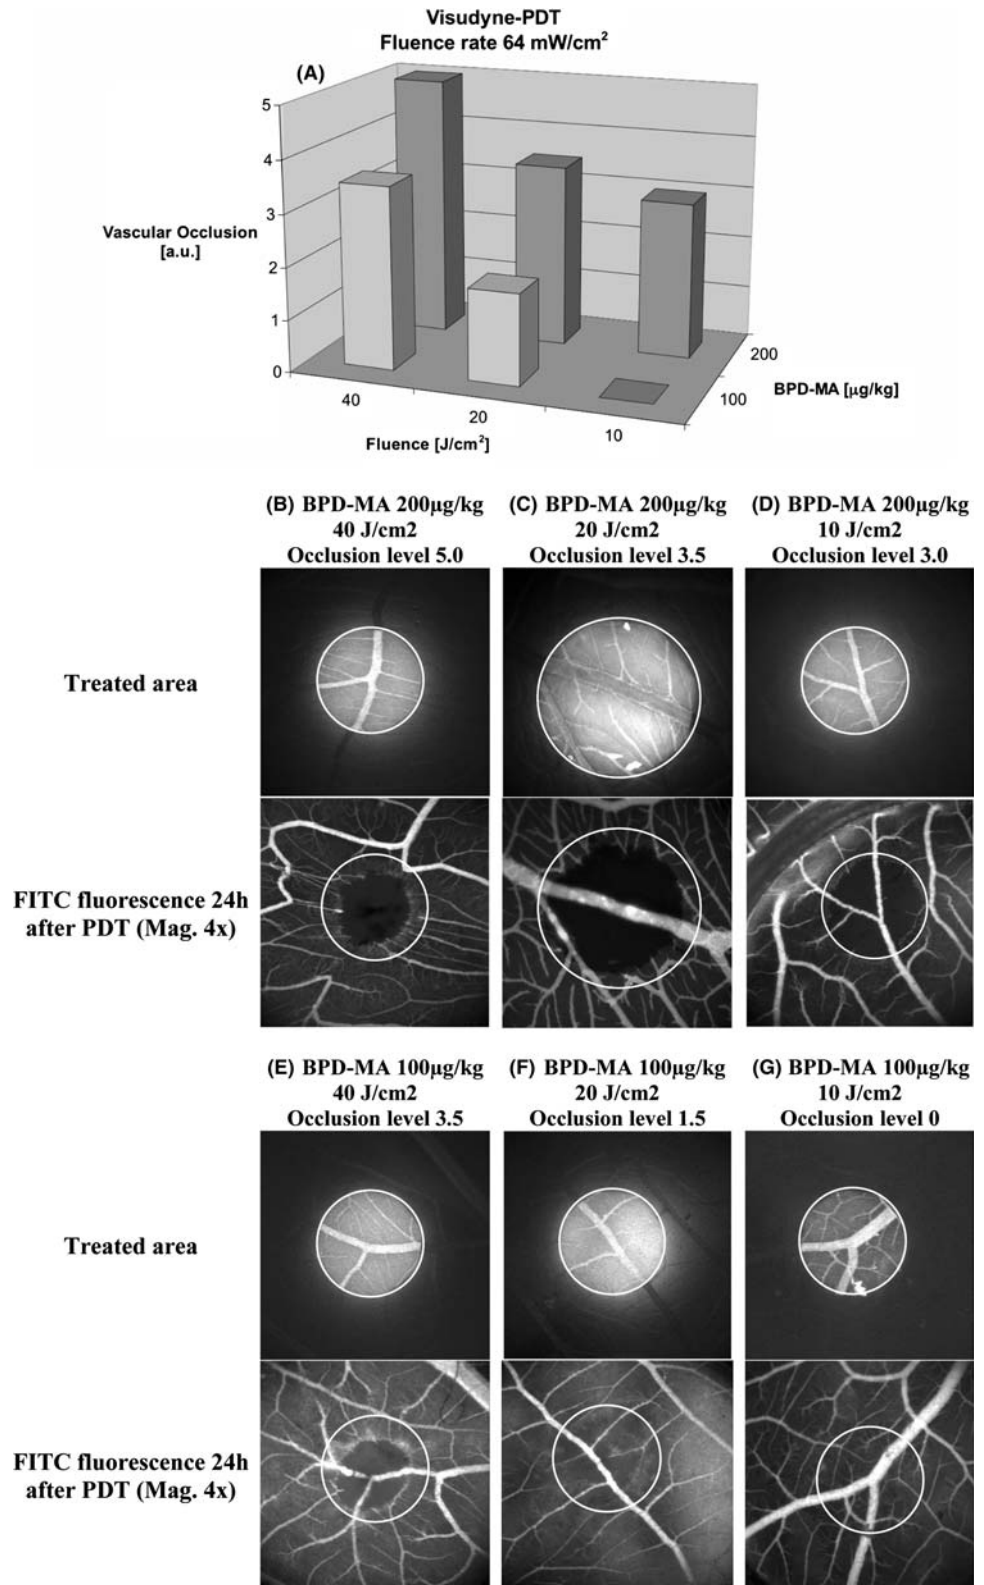 Visudyne-PDT
Fluence rate 64 mW/cm²
(A)
5
4
3
2
1
0
Vascular Occlusion
[a.u.]
40
20
10
Fluence [J/cm²]
200
100
BPD-MA [µg/kg]
(B) BPD-MA 200µg/kg
40 J/cm2
Occlusion level 5.0
(C) BPD-MA 200µg/kg
20 J/cm2
Occlusion level 3.5
(D) BPD-MA 200µg/kg
10 J/cm2
Occlusion level 3.0
Treated area
FITC fluorescence 24h
after PDT (Mag. 4x)
(E) BPD-MA 100µg/kg
40 J/cm2
Occlusion level 3.5
(F) BPD-MA 100µg/kg
20 J/cm2
Occlusion level 1.5
(G) BPD-MA 100µg/kg
10 J/cm2
Occlusion level 0
Treated area
FITC fluorescence 24h
after PDT (Mag. 4x)